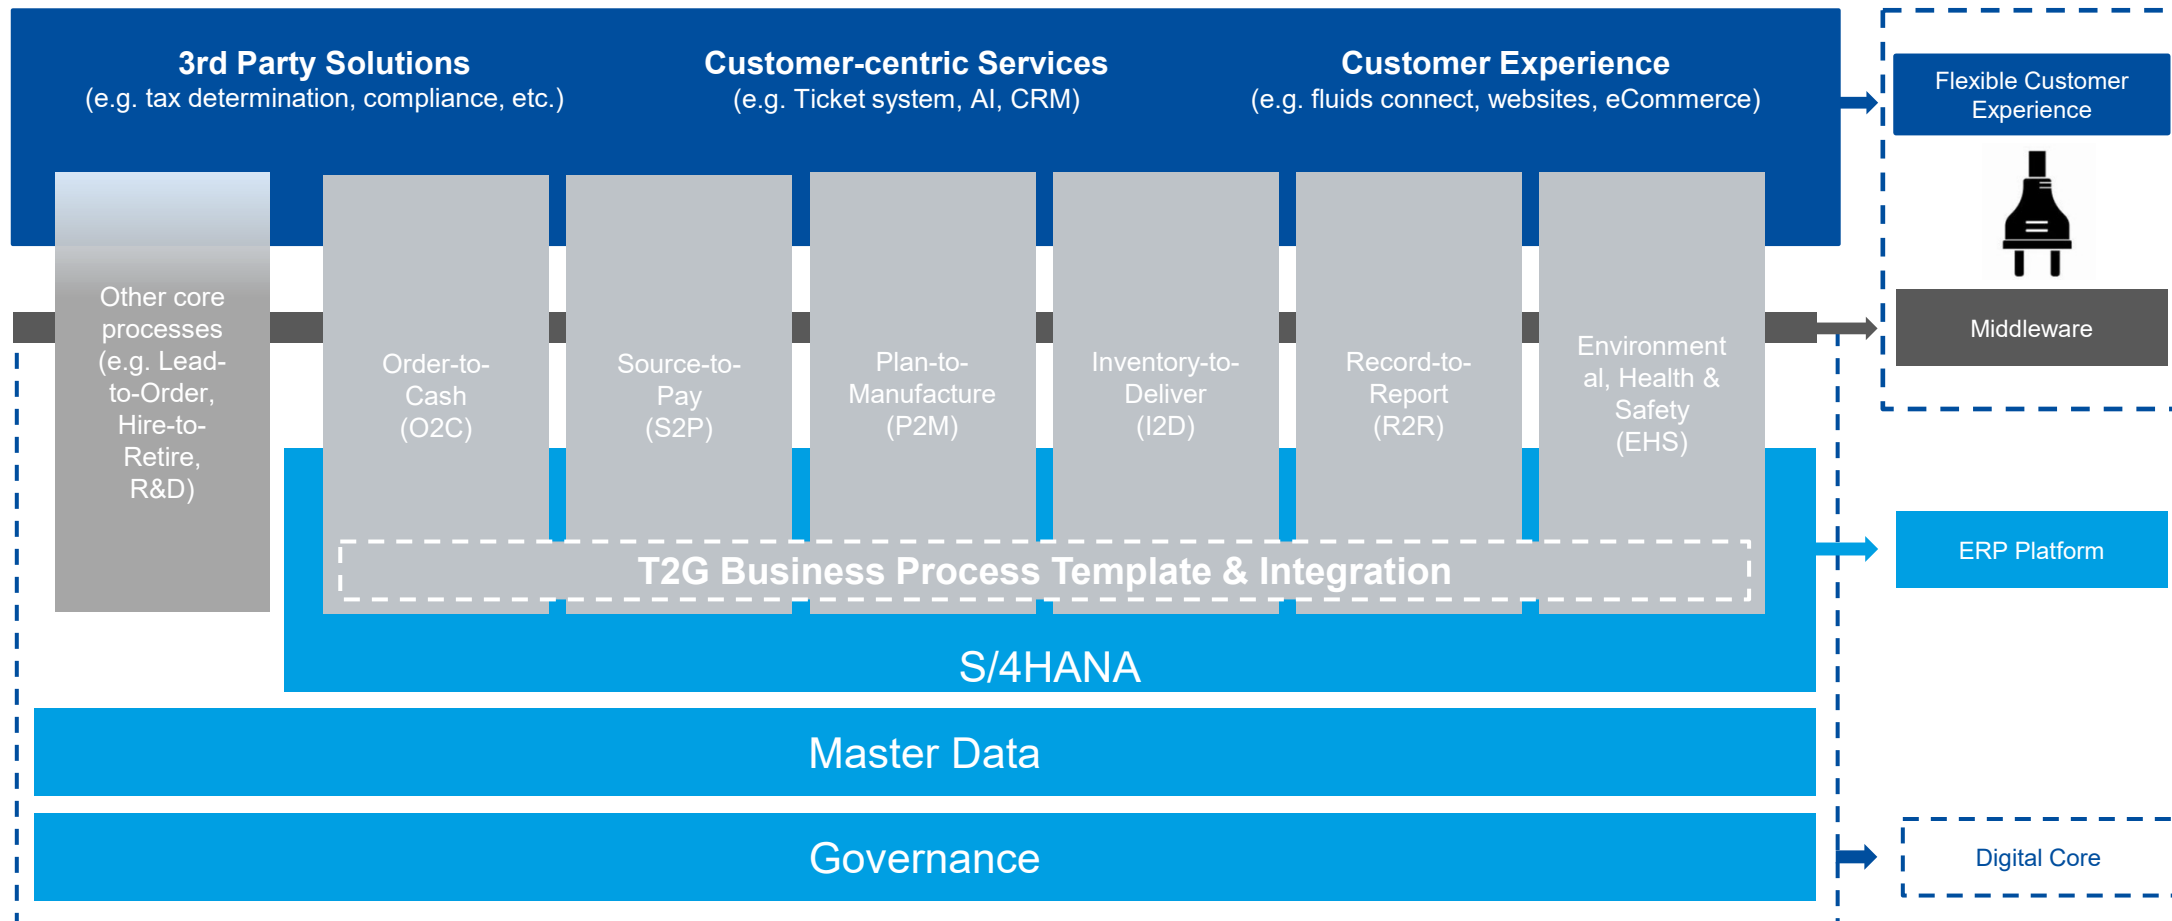 3rd Party Solutions
(e.g. tax determination, compliance, etc.)
Customer-centric Services
(e.g. Ticket system, AI, CRM)
Customer Experience
(e.g. fluids connect, websites, eCommerce)
Flexible Customer
Experience
Other core
processes
(e.g. Lead-
to-Order,
Hire-to-
Retire,
R&D)
Order-to-
Cash
(O2C)
Source-to-
Pay
(S2P)
Plan-to-
Manufacture
(P2M)
Inventory-to-
Deliver
(I2D)
Record-to-
Report
(R2R)
Environment
al, Health &
Safety
(EHS)
Middleware
T2G Business Process Template & Integration
ERP Platform
S/4HANA
Master Data
Governance
Digital Core